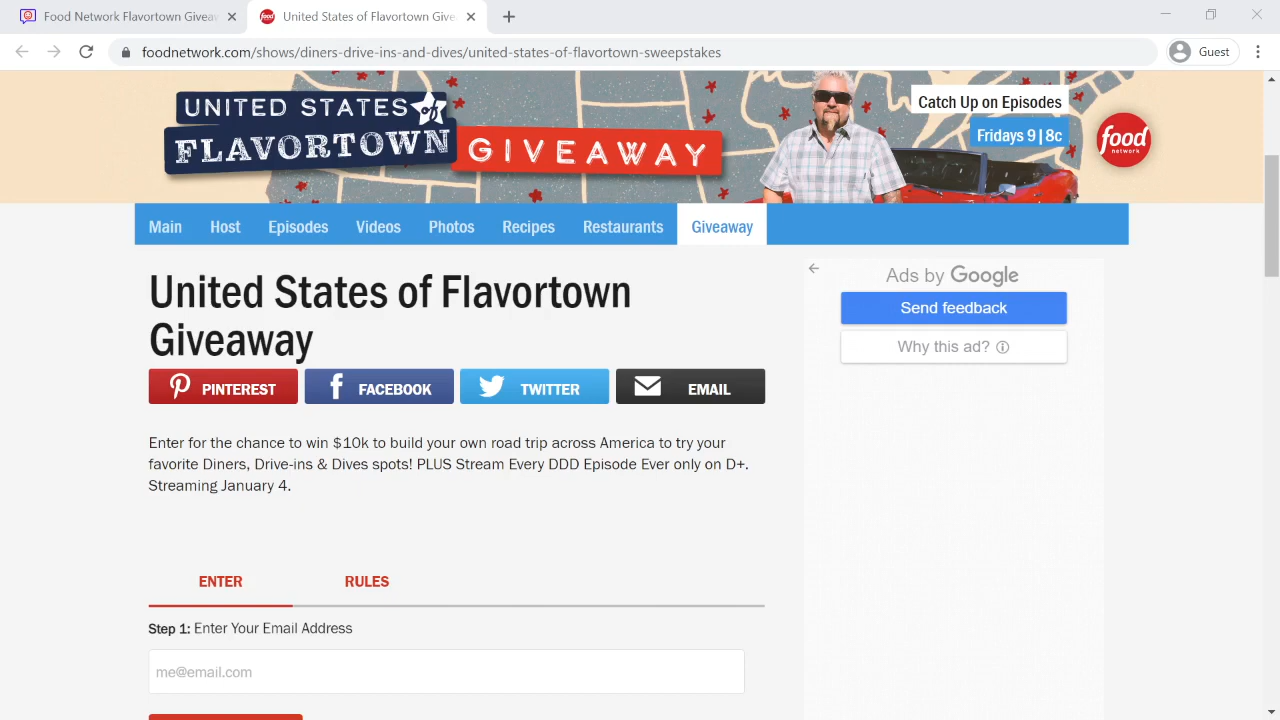 Food Network Flavortown Giveaw
United States of Flavortown Give
foodnetwork.com/shows/diners-drive-ins-and-dives/united-states-of-flavortown-sweepstakes
Guest
UNITED STATES of
FLAVORTOWN
GIVEAWAY
Catch Up on Episodes
Fridays 9|8c
food
network
Main Host Episodes Videos Photos Recipes Restaurants Giveaway
United States of Flavortown
Giveaway
PINTEREST FACEBOOK TWITTER EMAIL
Enter for the chance to win $10k to build your own road trip across America to try your
favorite Diners, Drive-ins & Dives spots! PLUS Stream Every DDD Episode Ever only on D+.
Streaming January 4.
ENTER RULES
Step 1: Enter Your Email Address
me@email.com
Ads by Google
Send feedback
Why this ad?